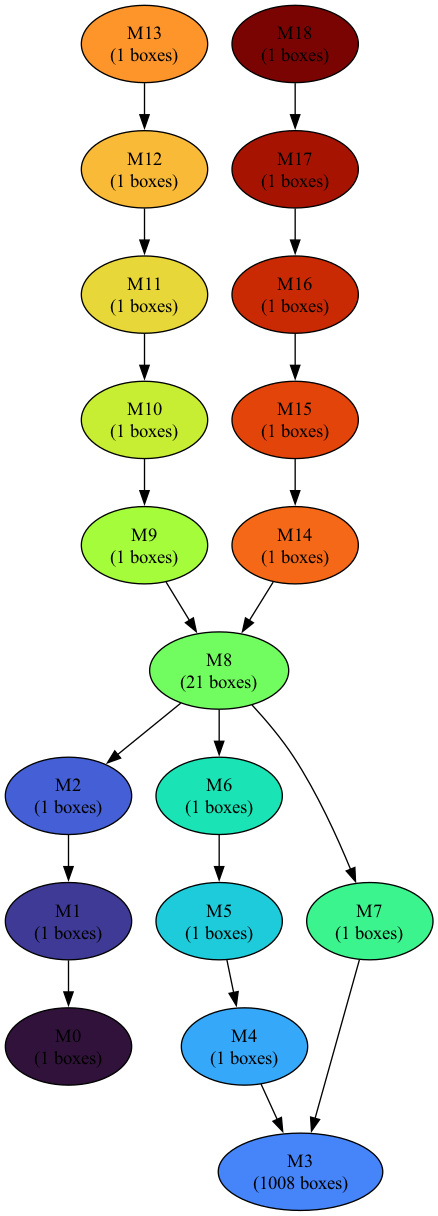 M13
(1 boxes)
M18
(1 boxes)
M12
(1 boxes)
M17
(1 boxes)
M11
(1 boxes)
M16
(1 boxes)
M10
(1 boxes)
M15
(1 boxes)
M9
(1 boxes)
M14
(1 boxes)
M8
(21 boxes)
M2
(1 boxes)
M6
(1 boxes)
M1
(1 boxes)
M5
(1 boxes)
M7
(1 boxes)
M0
(1 boxes)
M4
(1 boxes)
M3
(1008 boxes)